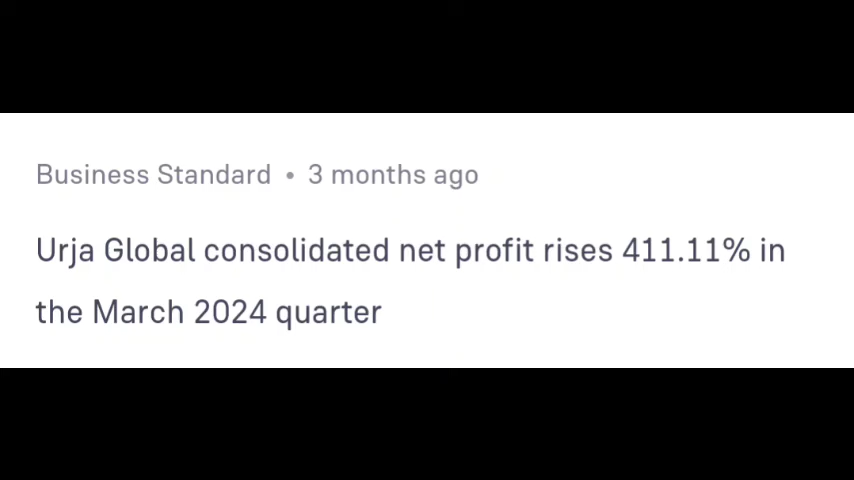 Business Standard • 3 months ago
Urja Global consolidated net profit rises 411.11% in
the March 2024 quarter